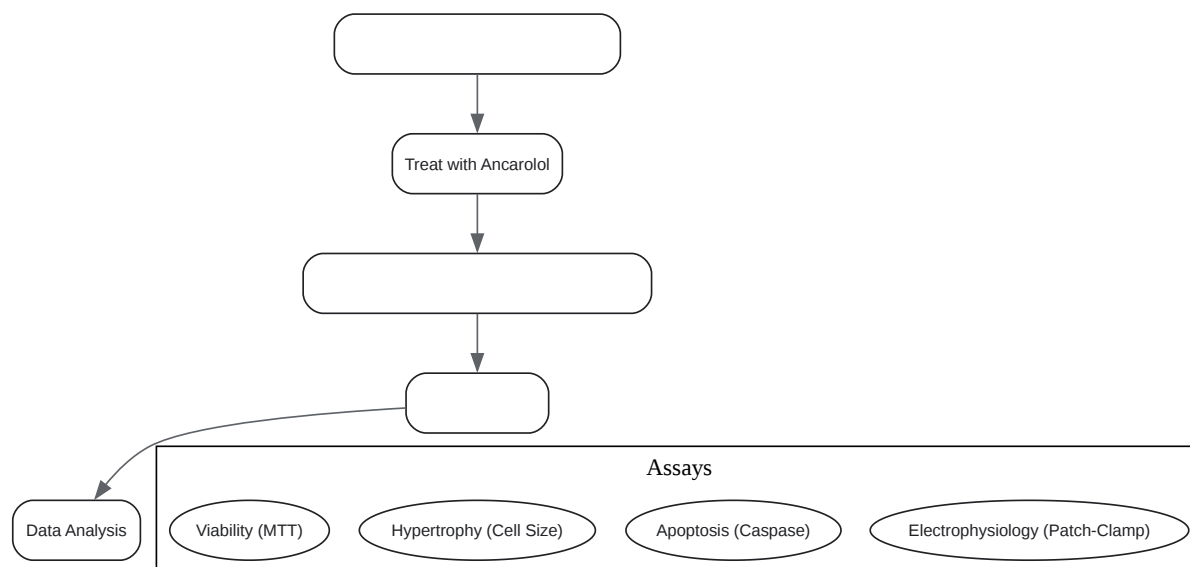 Treat with Ancarolol
Assays
Data Analysis
Viability (MTT)
Hypertrophy (Cell Size)
Apoptosis (Caspase)
Electrophysiology (Patch-Clamp)